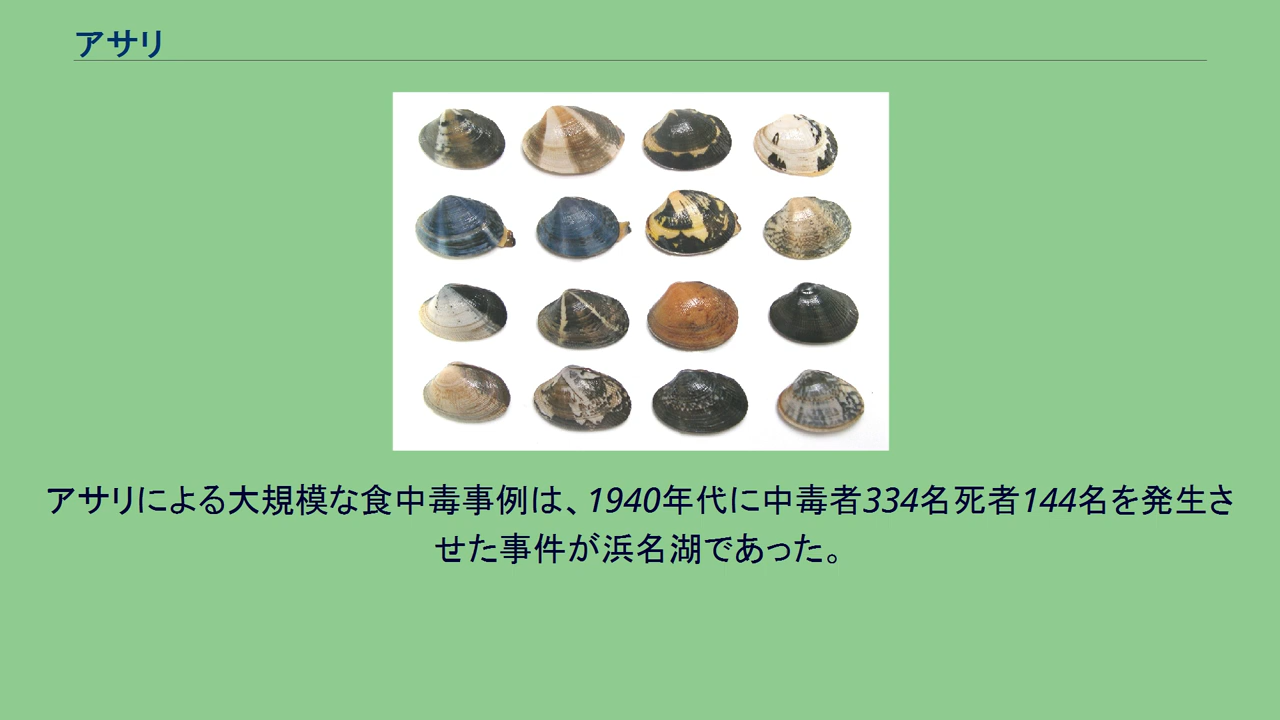 アサリ
アサリによる大規模な食中毒事例は、1940年代に中毒者334名死者144名を発生さ
せた事件が浜名湖であった。